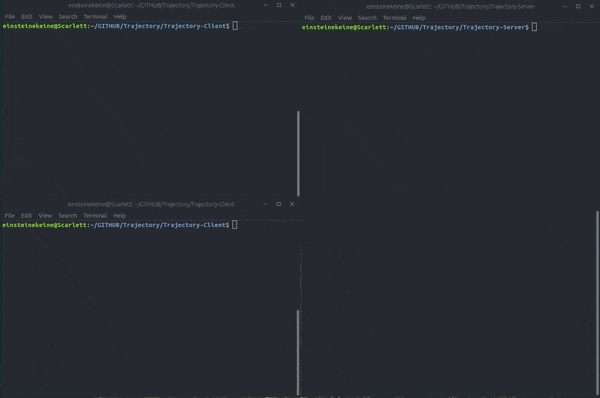 einsteinekeine@Scarlett: ~/GITHUB/Trajectory/Trajectory-Client
File Edit View Search Terminal Help
einsteinekeine@Scarlett:~/GITHUB/Trajectory/Trajectory-Client$
einsteinekeine@Scarlett: ~/GITHUB/Trajectory/Trajectory-Server
File Edit View Search Terminal Help
einsteinekeine@Scarlett:~/GITHUB/Trajectory/Trajectory-Server$
einsteinekeine@Scarlett: ~/GITHUB/Trajectory/Trajectory-Client
File Edit View Search Terminal Help
einsteinekeine@Scarlett:~/GITHUB/Trajectory/Trajectory-Client$